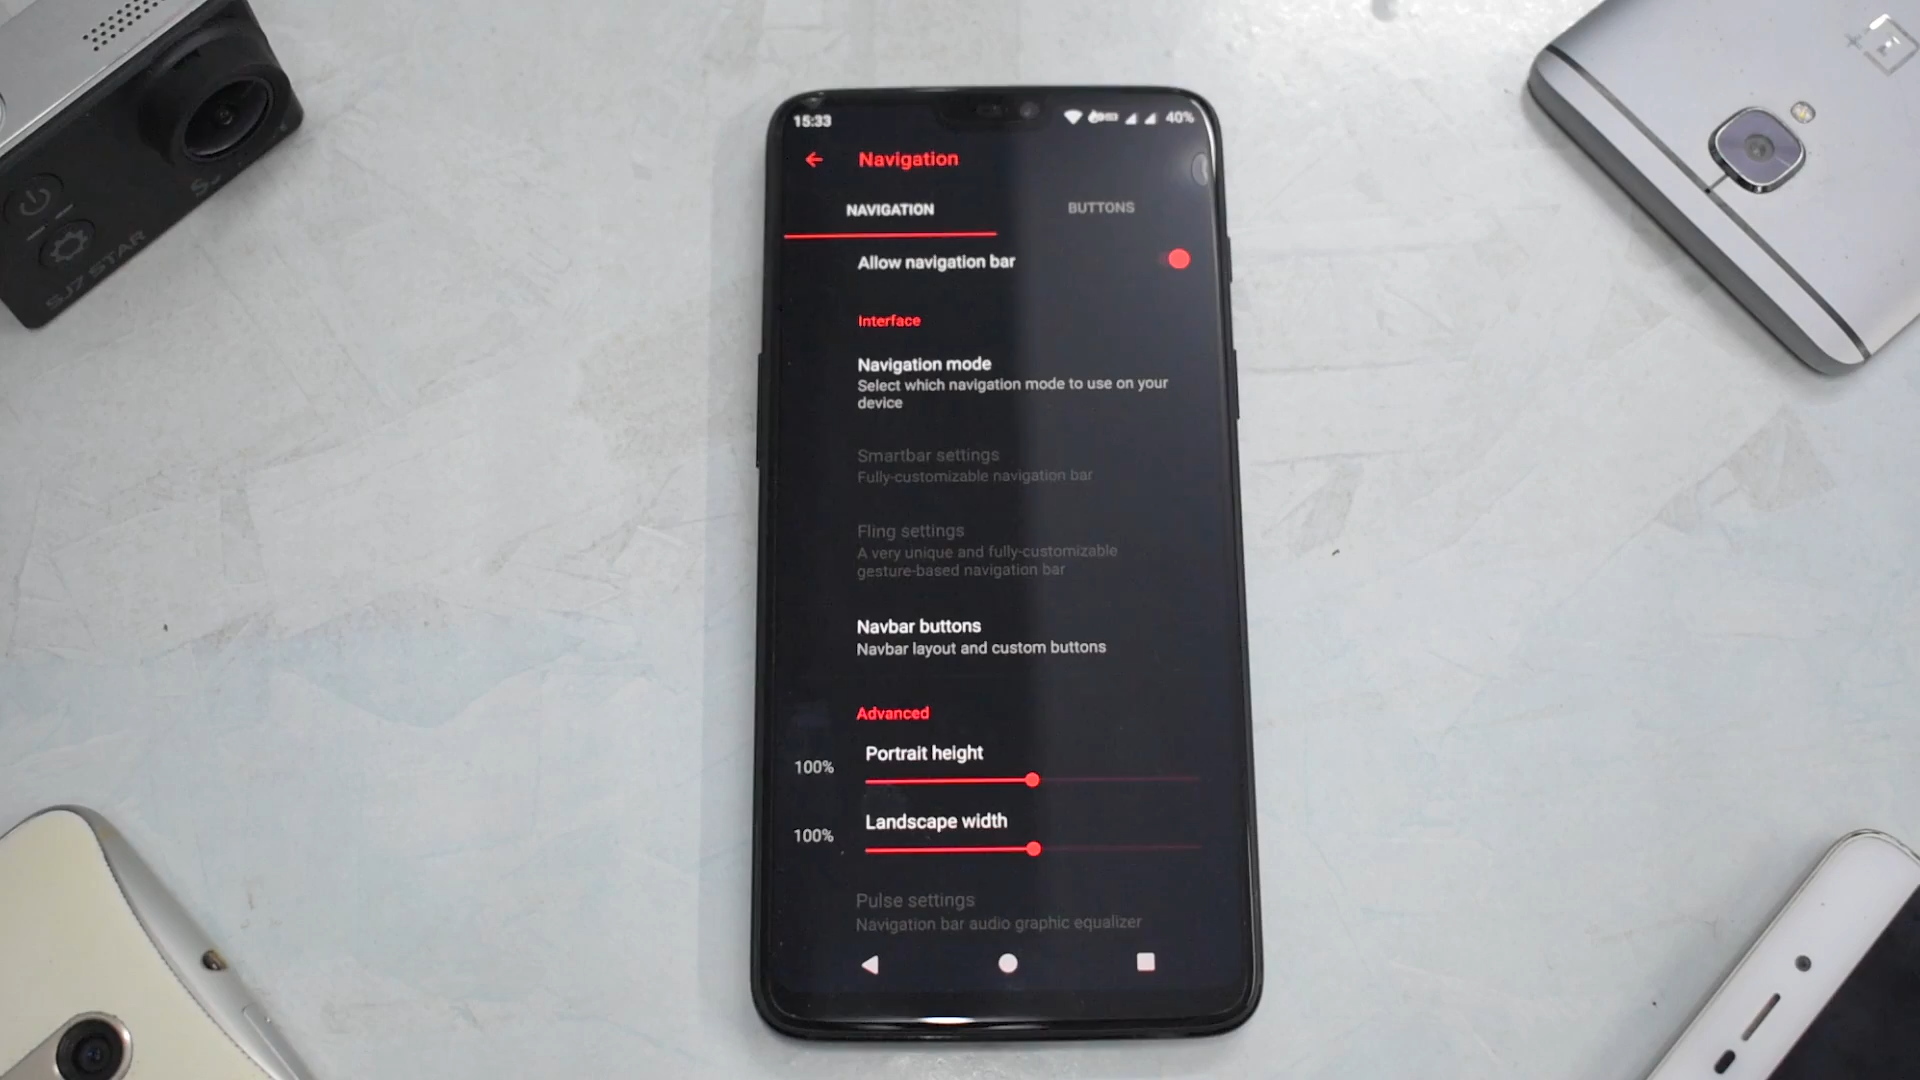 15:33
40%
Navigation
NAVIGATION
BUTTONS
Allow navigation bar
Interface
Navigation mode
Select which navigation mode to use on your
device
Smartbar settings
Fully-customizable navigation bar
Fling settings
A very unique and fully-customizable
gesture-based navigation bar
Navbar buttons
Navbar layout and custom buttons
Advanced
Portrait height
100%
Landscape width
100%
Pulse settings
Navigation bar audio graphic equalizer
SJ7 STAR